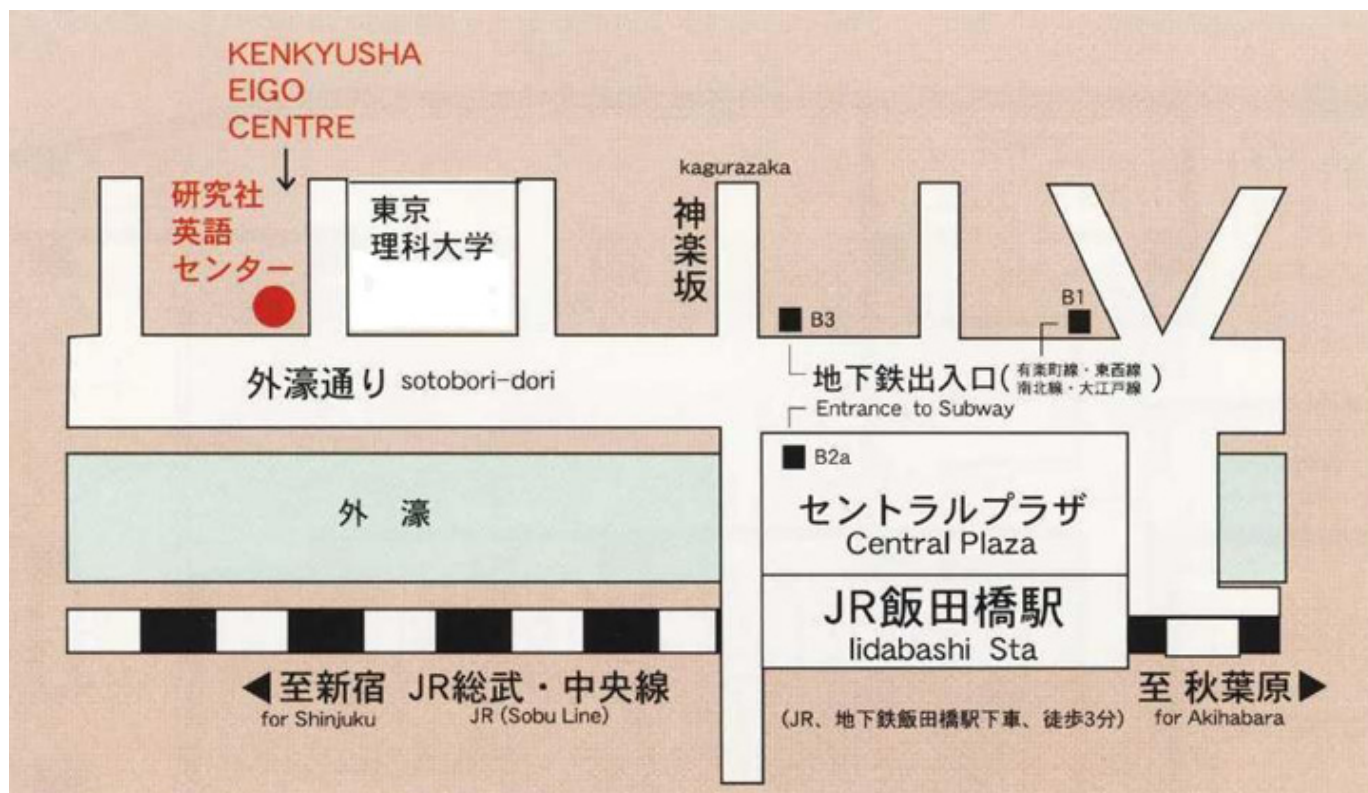 KENKYUSHA
EIGO
CENTRE
研究社
英語
センター
東京
理科大学
kagurazaka
神楽坂
B3
B1
外濠通り sotobori-dori
地下鉄出入口(有楽町線・東西線
南北線・大江戸線)
Entrance to Subway
B2a
外 濠
セントラルプラザ
Central Plaza
JR飯田橋駅
Iidabashi Sta
◀至新宿 JR総武・中央線
for Shinjuku JR (Sobu Line)
(JR、地下鉄飯田橋駅下車、徒歩3分)
至 秋葉原▶
for Akihabara